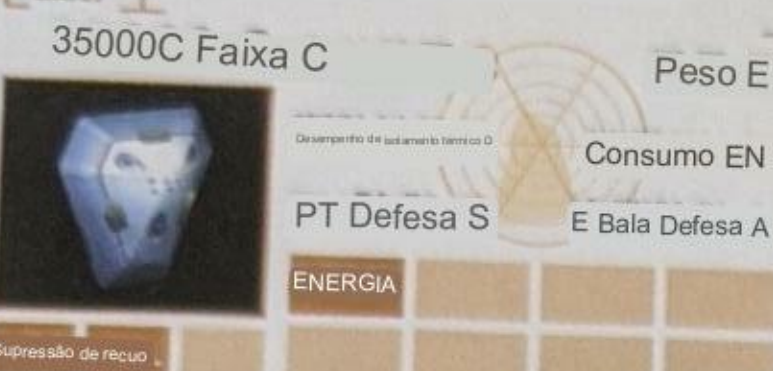 35000C Faixa C
Peso E
Desempenho de isolamento térmico D
Consumo EN
PT Defesa S
E Bala Defesa A
ENERGIA
Supressão de recuo